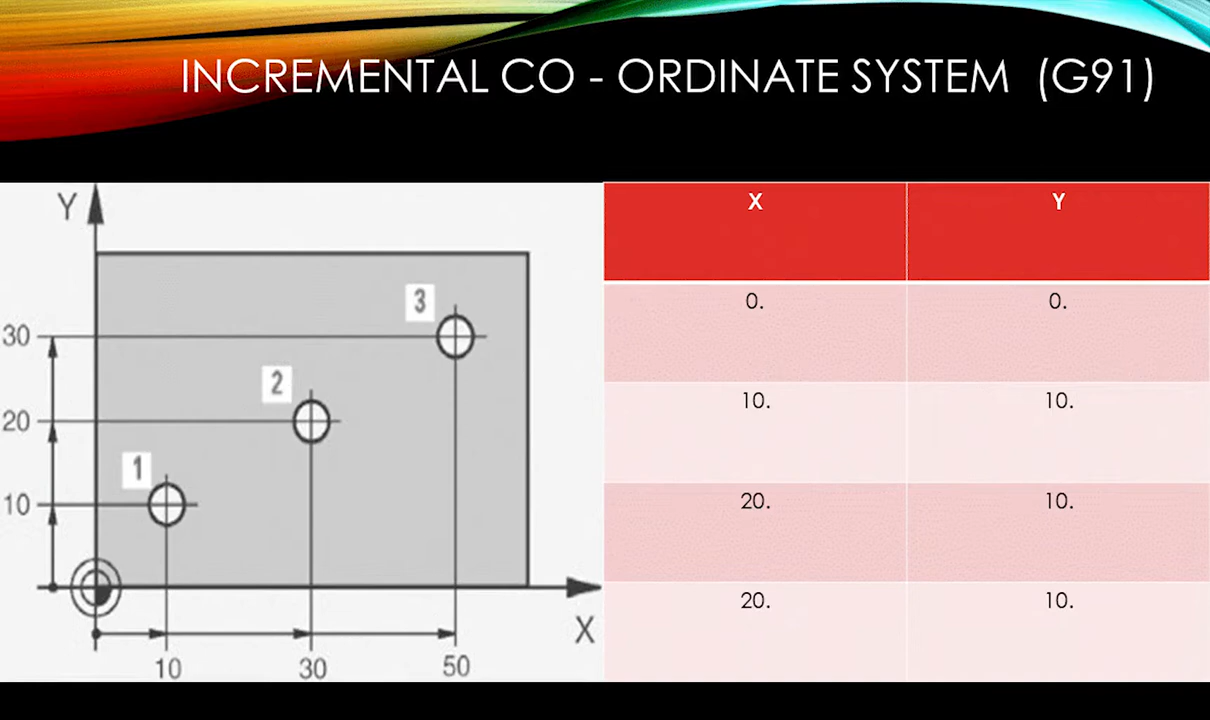 INCREMENTAL CO - ORDINATE SYSTEM (G91)
Y
30
20
10
3
2
1
X
10 30 50
X Y
0. 0.
10. 10.
20. 10.
20. 10.